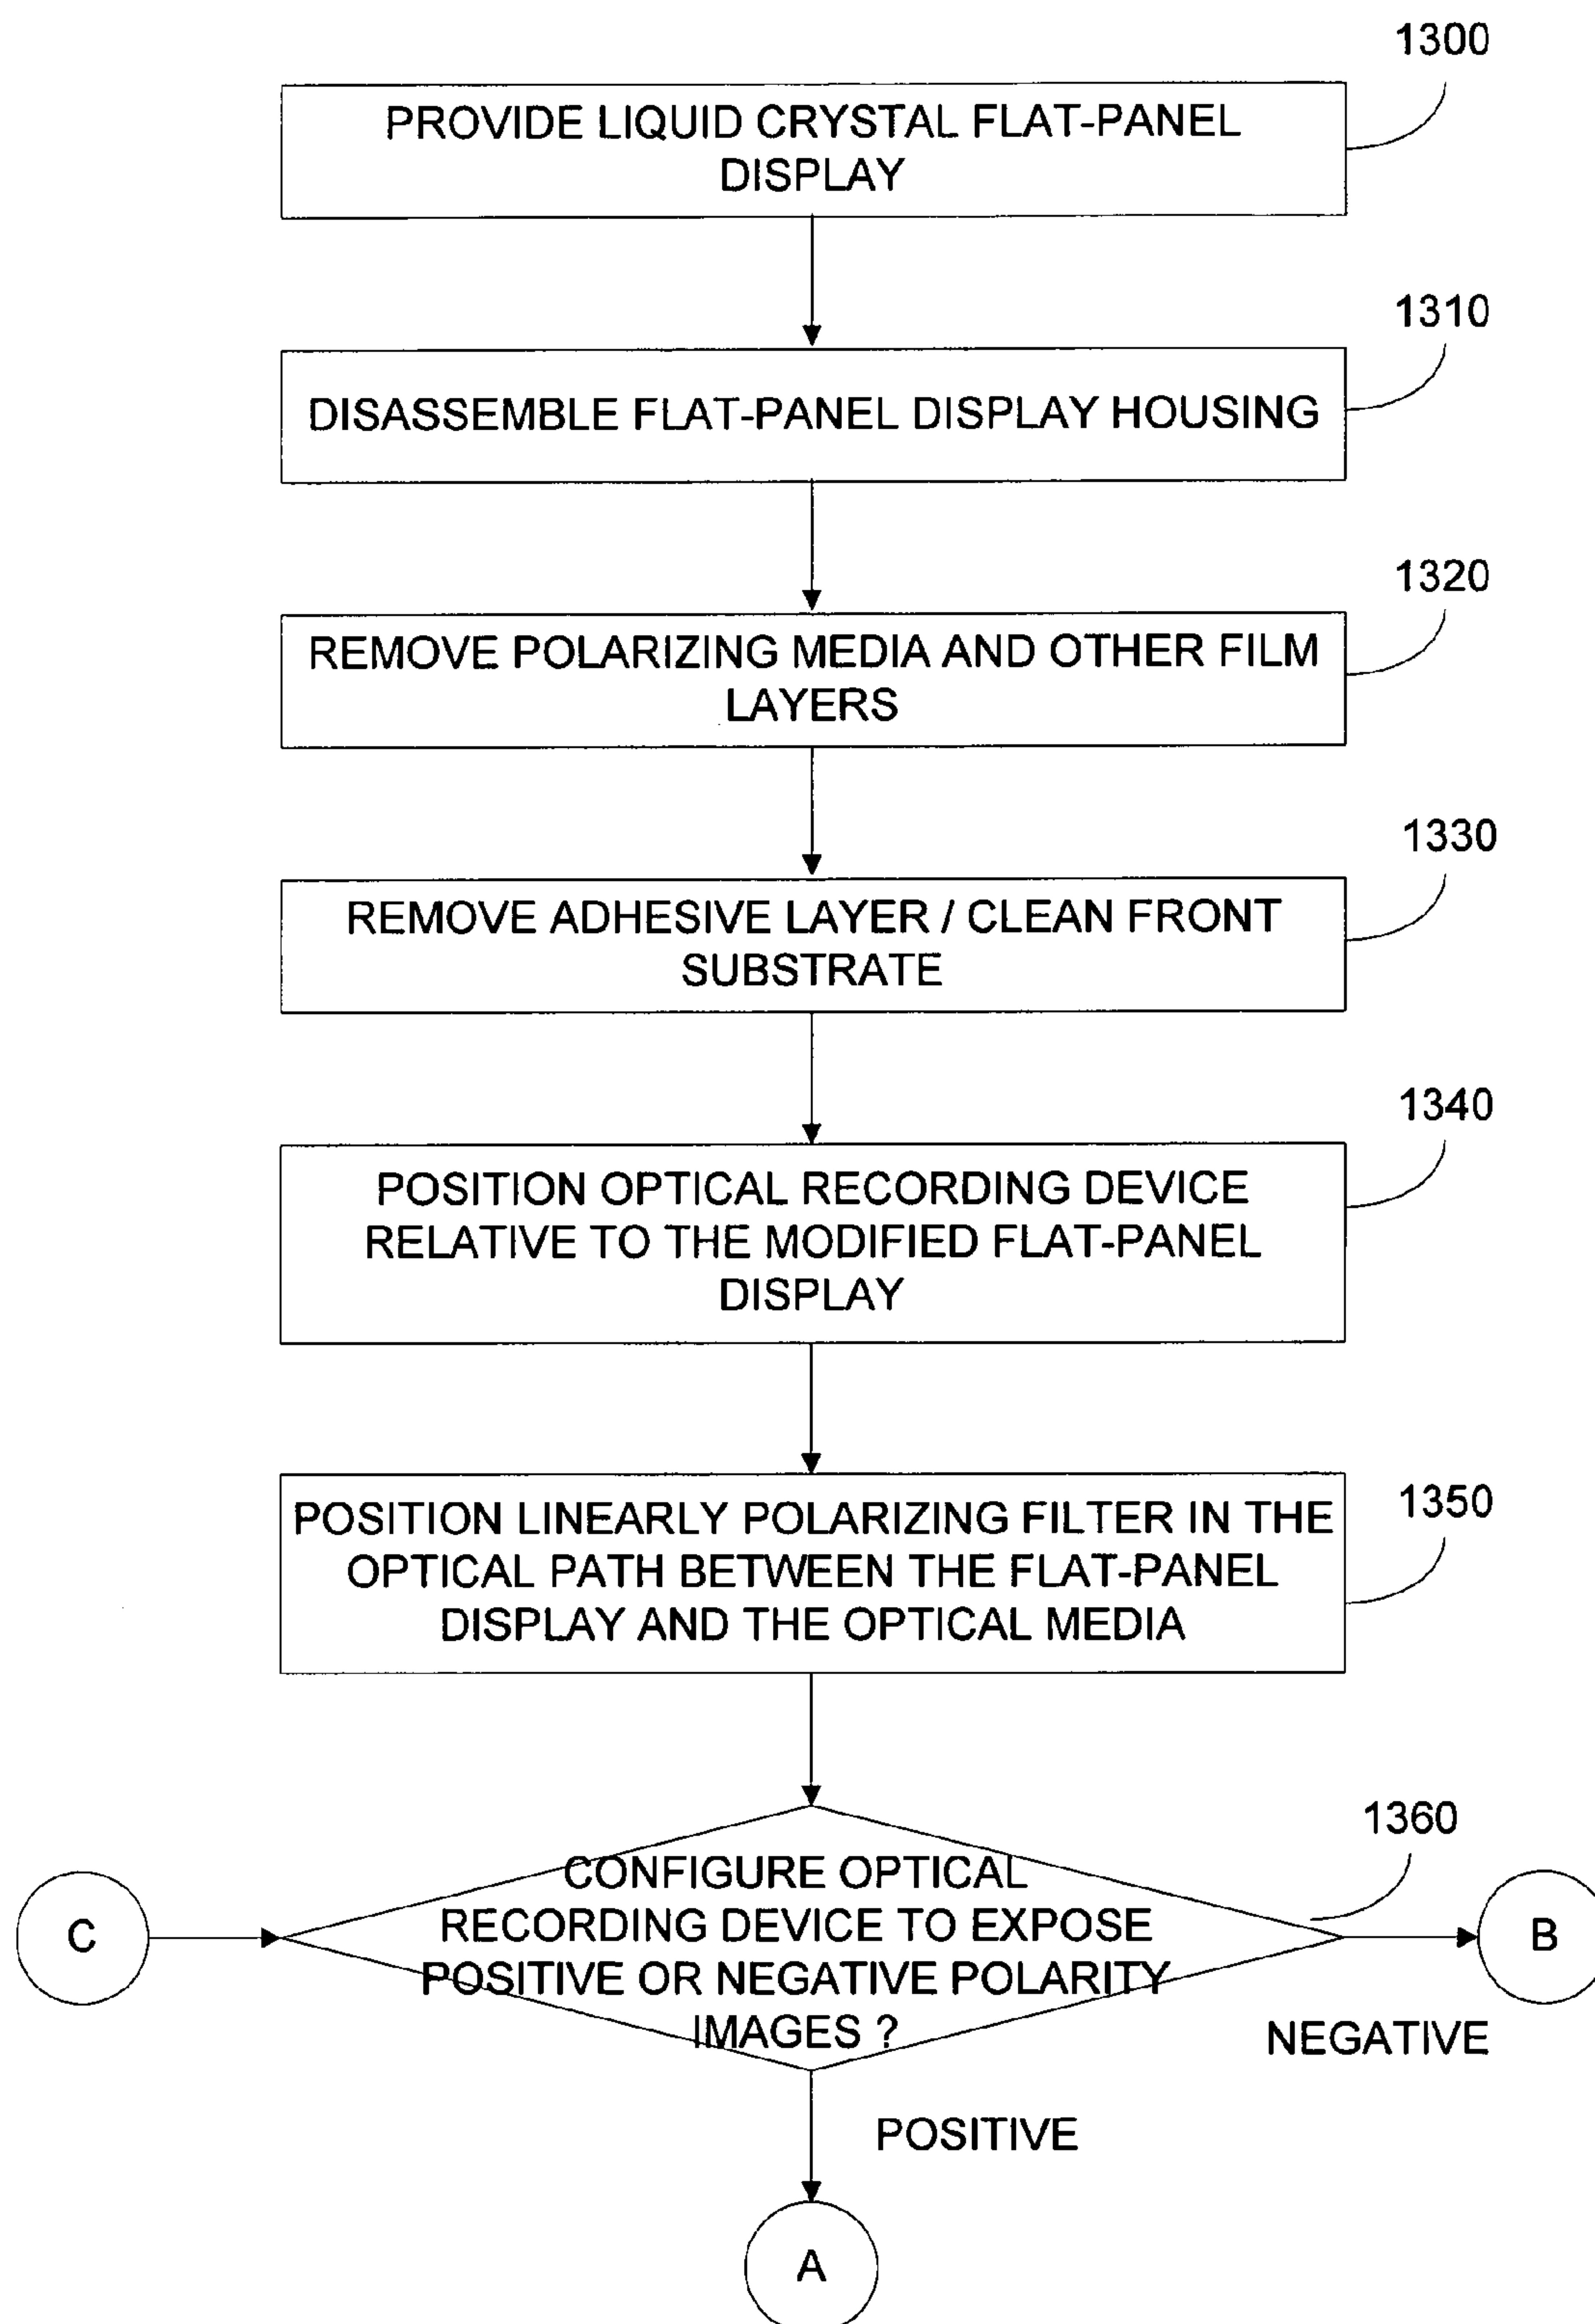 1300
PROVIDE LIQUID CRYSTAL FLAT-PANEL
DISPLAY
1310
DISASSEMBLE FLAT-PANEL DISPLAY HOUSING
1320
REMOVE POLARIZING MEDIA AND OTHER FILM
LAYERS
1330
REMOVE ADHESIVE LAYER / CLEAN FRONT
SUBSTRATE
1340
POSITION OPTICAL RECORDING DEVICE
RELATIVE TO THE MODIFIED FLAT-PANEL
DISPLAY
1350
POSITION LINEARLY POLARIZING FILTER IN THE
OPTICAL PATH BETWEEN THE FLAT-PANEL
DISPLAY AND THE OPTICAL MEDIA
1360
C
CONFIGURE OPTICAL
RECORDING DEVICE TO EXPOSE
POSITIVE OR NEGATIVE POLARITY
IMAGES ?
B
NEGATIVE
POSITIVE
A